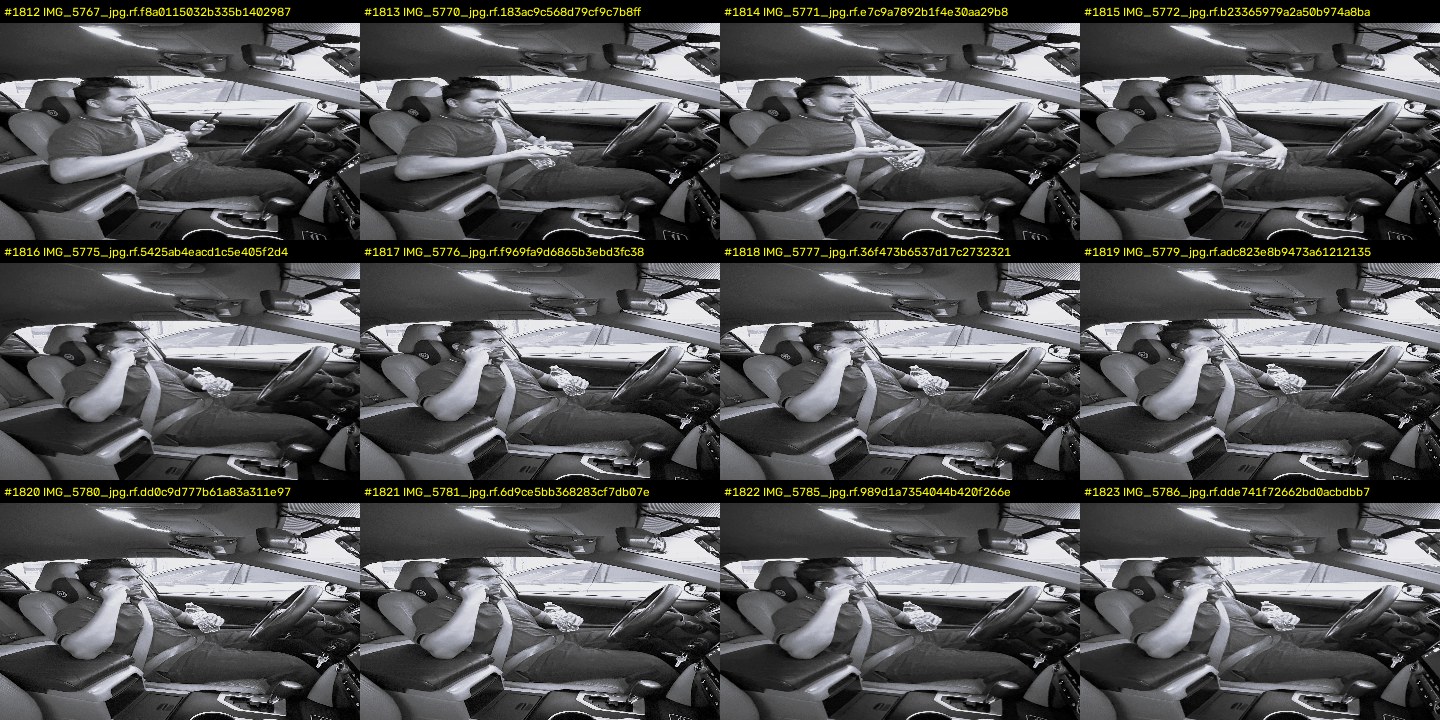 #1812 IMG_5767_jpg.rf.f8a0115032b335b1402987
#1813 IMG_5770_jpg.rf.183ac9c568d79cf9c7b8ff
#1814 IMG_5771_jpg.rf.e7c9a7892b1f4e30aa29b8
#1815 IMG_5772_jpg.rf.b23365979a2a50b974a8ba
#1816 IMG_5775_jpg.rf.5425ab4eacd1c5e405f2d4
#1817 IMG_5776_jpg.rf.f969fa9d6865b3ebd3fc38
#1818 IMG_5777_jpg.rf.36f473b6537d17c2732321
#1819 IMG_5779_jpg.rf.adc823e8b9473a61212135
#1820 IMG_5780_jpg.rf.dd0c9d777b61a83a311e97
#1821 IMG_5781_jpg.rf.6d9ce5bb368283cf7db07e
#1822 IMG_5785_jpg.rf.989d1a7354044b420f266e
#1823 IMG_5786_jpg.rf.dde741f72662bd0acbdbb7